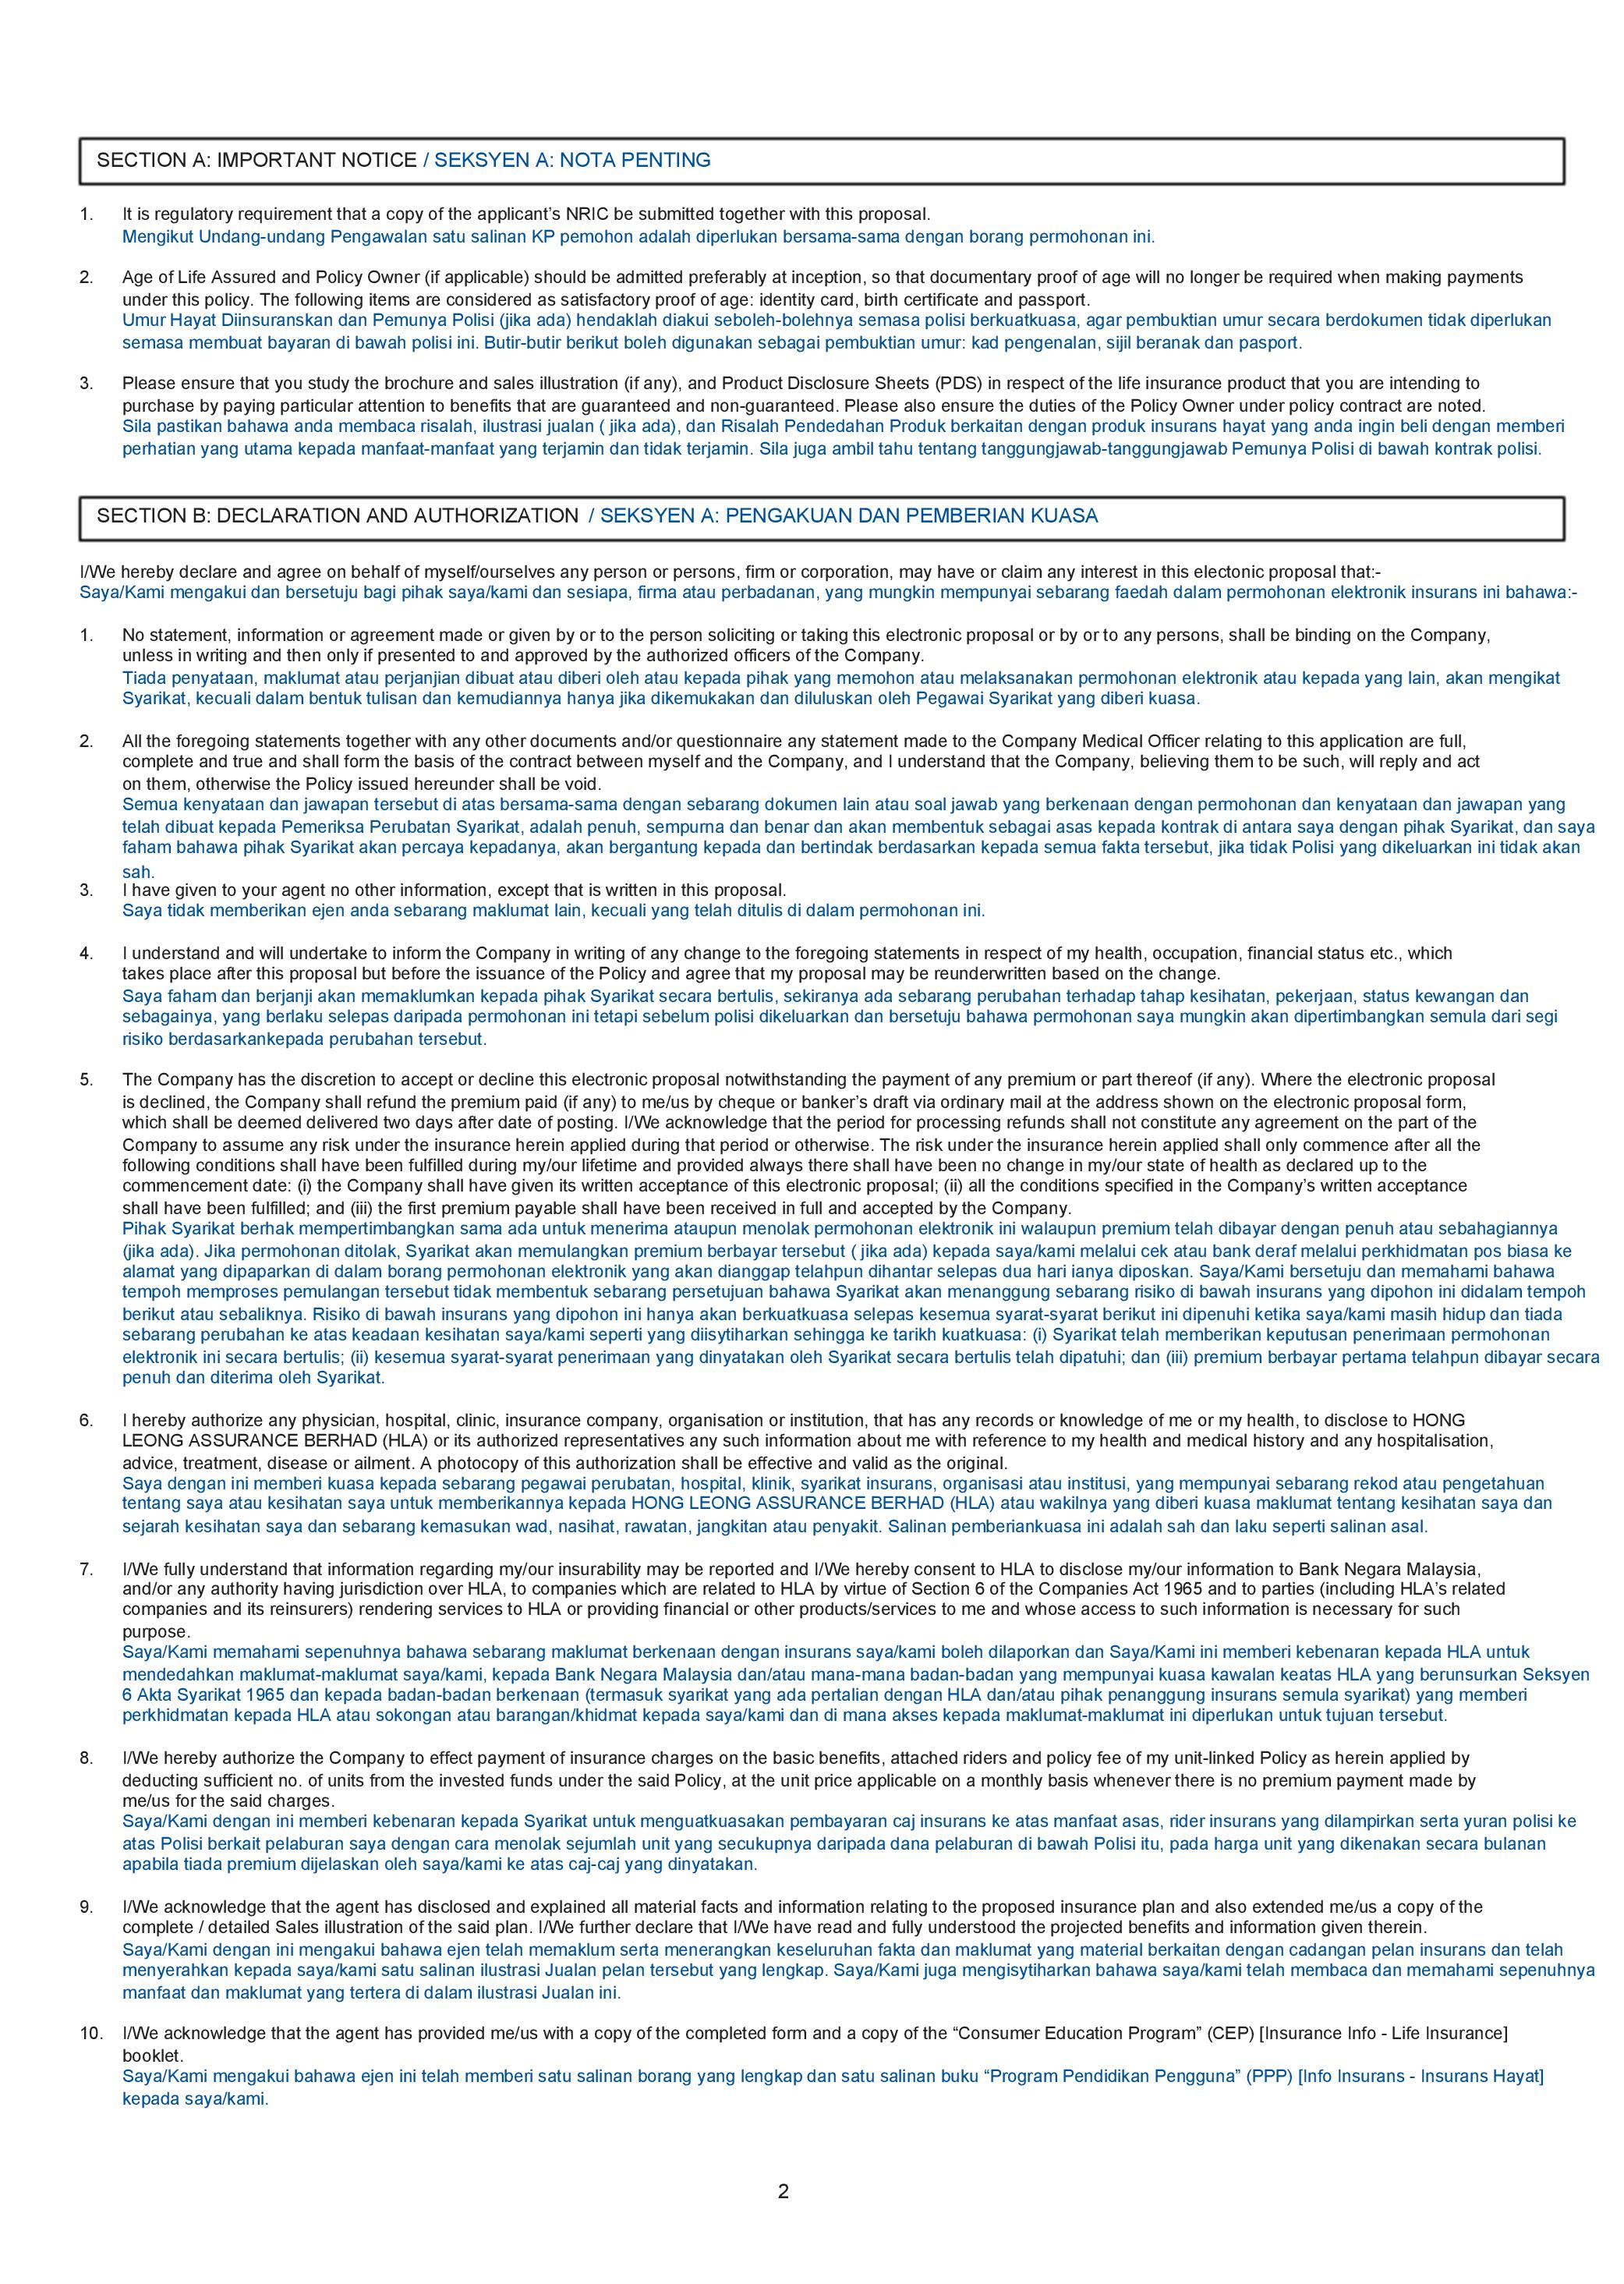 SECTION A: IMPORTANT NOTICE / SEKSYEN A: NOTA PENTING
1. It is regulatory requirement that a copy of the applicant’s NRIC be submitted together with this proposal.
Mengikut Undang-undang Pengawalan satu salinan KP pemohon adalah diperlukan bersama-sama dengan borang permohonan ini.
2. Age of Life Assured and Policy Owner (if applicable) should be admitted preferably at inception, so that documentary proof of age will no longer be required when making payments
under this policy. The following items are considered as satisfactory proof of age: identity card, birth certificate and passport.
Umur Hayat Diinsuranskan dan Pemunya Polisi (jika ada) hendaklah diakui seboleh-bolehnya semasa polisi berkuatkuasa, agar pembuktian umur secara berdokumen tidak diperlukan
semasa membuat bayaran di bawah polisi ini. Butir-butir berikut boleh digunakan sebagai pembuktian umur: kad pengenalan, sijil beranak dan pasport.
3. Please ensure that you study the brochure and sales illustration (if any), and Product Disclosure Sheets (PDS) in respect of the life insurance product that you are intending to
purchase by paying particular attention to benefits that are guaranteed and non-guaranteed. Please also ensure the duties of the Policy Owner under policy contract are noted.
Sila pastikan bahawa anda membaca risalah, ilustrasi jualan ( jika ada), dan Risalah Pendedahan Produk berkaitan dengan produk insurans hayat yang anda ingin beli dengan memberi
perhatian yang utama kepada manfaat-manfaat yang terjamin dan tidak terjamin. Sila juga ambil tahu tentang tanggungjawab-tanggungjawab Pemunya Polisi di bawah kontrak polisi.
SECTION B: DECLARATION AND AUTHORIZATION / SEKSYEN A: PENGAKUAN DAN PEMBERIAN KUASA
I/We hereby declare and agree on behalf of myself/ourselves any person or persons, firm or corporation, may have or claim any interest in this electonic proposal that:-
Saya/Kami mengakui dan bersetuju bagi pihak saya/kami dan sesiapa, firma atau perbadanan, yang mungkin mempunyai sebarang faedah dalam permohonan elektronik insurans ini bahawa:-
1. No statement, information or agreement made or given by or to the person soliciting or taking this electronic proposal or by or to any persons, shall be binding on the Company,
unless in writing and then only if presented to and approved by the authorized officers of the Company.
Tiada penyataan, maklumat atau perjanjian dibuat atau diberi oleh atau kepada pihak yang memohon atau melaksanakan permohonan elektronik atau kepada yang lain, akan mengikat
Syarikat, kecuali dalam bentuk tulisan dan kemudiannya hanya jika dikemukakan dan diluluskan oleh Pegawai Syarikat yang diberi kuasa.
2. All the foregoing statements together with any other documents and/or questionnaire any statement made to the Company Medical Officer relating to this application are full,
complete and true and shall form the basis of the contract between myself and the Company, and I understand that the Company, believing them to be such, will reply and act
on them, otherwise the Policy issued hereunder shall be void.
Semua kenyataan dan jawapan tersebut di atas bersama-sama dengan sebarang dokumen lain atau soal jawab yang berkenaan dengan permohonan dan kenyataan dan jawapan yang
telah dibuat kepada Pemeriksa Perubatan Syarikat, adalah penuh, sempurna dan benar dan akan membentuk sebagai asas kepada kontrak di antara saya dengan pihak Syarikat, dan saya
faham bahawa pihak Syarikat akan percaya kepadanya, akan bergantung kepada dan bertindak berdasarkan kepada semua fakta tersebut, jika tidak Polisi yang dikeluarkan ini tidak akan
sah.
3. I have given to your agent no other information, except that is written in this proposal.
Saya tidak memberikan ejen anda sebarang maklumat lain, kecuali yang telah ditulis di dalam permohonan ini.
4. I understand and will undertake to inform the Company in writing of any change to the foregoing statements in respect of my health, occupation, financial status etc., which
takes place after this proposal but before the issuance of the Policy and agree that my proposal may be reunderwritten based on the change.
Saya faham dan berjanji akan memaklumkan kepada pihak Syarikat secara bertulis, sekiranya ada sebarang perubahan terhadap tahap kesihatan, pekerjaan, status kewangan dan
sebagainya, yang berlaku selepas daripada permohonan ini tetapi sebelum polisi dikeluarkan dan bersetuju bahawa permohonan saya mungkin akan dipertimbangkan semula dari segi
risiko berdasarkankepada perubahan tersebut.
5. The Company has the discretion to accept or decline this electronic proposal notwithstanding the payment of any premium or part thereof (if any). Where the electronic proposal
is declined, the Company shall refund the premium paid (if any) to me/us by cheque or banker’s draft via ordinary mail at the address shown on the electronic proposal form,
which shall be deemed delivered two days after date of posting. I/We acknowledge that the period for processing refunds shall not constitute any agreement on the part of the
Company to assume any risk under the insurance herein applied during that period or otherwise. The risk under the insurance herein applied shall only commence after all the
following conditions shall have been fulfilled during my/our lifetime and provided always there shall have been no change in my/our state of health as declared up to the
commencement date: (i) the Company shall have given its written acceptance of this electronic proposal; (ii) all the conditions specified in the Company’s written acceptance
shall have been fulfilled; and (iii) the first premium payable shall have been received in full and accepted by the Company.
Pihak Syarikat berhak mempertimbangkan sama ada untuk menerima ataupun menolak permohonan elektronik ini walaupun premium telah dibayar dengan penuh atau sebahagiannya
(jika ada). Jika permohonan ditolak, Syarikat akan memulangkan premium berbayar tersebut ( jika ada) kepada saya/kami melalui cek atau bank deraf melalui perkhidmatan pos biasa ke
alamat yang dipaparkan di dalam borang permohonan elektronik yang akan dianggap telahpun dihantar selepas dua hari ianya diposkan. Saya/Kami bersetuju dan memahami bahawa
tempoh memproses pemulangan tersebut tidak membentuk sebarang persetujuan bahawa Syarikat akan menanggung sebarang risiko di bawah insurans yang dipohon ini didalam tempoh
berikut atau sebaliknya. Risiko di bawah insurans yang dipohon ini hanya akan berkuatkuasa selepas kesemua syarat-syarat berikut ini dipenuhi ketika saya/kami masih hidup dan tiada
sebarang perubahan ke atas keadaan kesihatan saya/kami seperti yang diisytiharkan sehingga ke tarikh kuatkuasa: (i) Syarikat telah memberikan keputusan penerimaan permohonan
elektronik ini secara bertulis; (ii) kesemua syarat-syarat penerimaan yang dinyatakan oleh Syarikat secara bertulis telah dipatuhi; dan (iii) premium berbayar pertama telahpun dibayar secara
penuh dan diterima oleh Syarikat.
6. I hereby authorize any physician, hospital, clinic, insurance company, organisation or institution, that has any records or knowledge of me or my health, to disclose to HONG
LEONG ASSURANCE BERHAD (HLA) or its authorized representatives any such information about me with reference to my health and medical history and any hospitalisation,
advice, treatment, disease or ailment. A photocopy of this authorization shall be effective and valid as the original.
Saya dengan ini memberi kuasa kepada sebarang pegawai perubatan, hospital, klinik, syarikat insurans, organisasi atau institusi, yang mempunyai sebarang rekod atau pengetahuan
tentang saya atau kesihatan saya untuk memberikannya kepada HONG LEONG ASSURANCE BERHAD (HLA) atau wakilnya yang diberi kuasa maklumat tentang kesihatan saya dan
sejarah kesihatan saya dan sebarang kemasukan wad, nasihat, rawatan, jangkitan atau penyakit. Salinan pemberiankuasa ini adalah sah dan laku seperti salinan asal.
7. I/We fully understand that information regarding my/our insurability may be reported and I/We hereby consent to HLA to disclose my/our information to Bank Negara Malaysia,
and/or any authority having jurisdiction over HLA, to companies which are related to HLA by virtue of Section 6 of the Companies Act 1965 and to parties (including HLA’s related
companies and its reinsurers) rendering services to HLA or providing financial or other products/services to me and whose access to such information is necessary for such
purpose.
Saya/Kami memahami sepenuhnya bahawa sebarang maklumat berkenaan dengan insurans saya/kami boleh dilaporkan dan Saya/Kami ini memberi kebenaran kepada HLA untuk
mendedahkan maklumat-maklumat saya/kami, kepada Bank Negara Malaysia dan/atau mana-mana badan-badan yang mempunyai kuasa kawalan keatas HLA yang berunsurkan Seksyen
6 Akta Syarikat 1965 dan kepada badan-badan berkenaan (termasuk syarikat yang ada pertalian dengan HLA dan/atau pihak penanggung insurans semula syarikat) yang memberi
perkhidmatan kepada HLA atau sokongan atau barangan/khidmat kepada saya/kami dan di mana akses kepada maklumat-maklumat ini diperlukan untuk tujuan tersebut.
8. I/We hereby authorize the Company to effect payment of insurance charges on the basic benefits, attached riders and policy fee of my unit-linked Policy as herein applied by
deducting sufficient no. of units from the invested funds under the said Policy, at the unit price applicable on a monthly basis whenever there is no premium payment made by
me/us for the said charges.
Saya/Kami dengan ini memberi kebenaran kepada Syarikat untuk menguatkuasakan pembayaran caj insurans ke atas manfaat asas, rider insurans yang dilampirkan serta yuran polisi ke
atas Polisi berkait pelaburan saya dengan cara menolak sejumlah unit yang secukupnya daripada dana pelaburan di bawah Polisi itu, pada harga unit yang dikenakan secara bulanan
apabila tiada premium dijelaskan oleh saya/kami ke atas caj-caj yang dinyatakan.
9. I/We acknowledge that the agent has disclosed and explained all material facts and information relating to the proposed insurance plan and also extended me/us a copy of the
complete / detailed Sales illustration of the said plan. I/We further declare that I/We have read and fully understood the projected benefits and information given therein.
Saya/Kami dengan ini mengakui bahawa ejen telah memaklum serta menerangkan keseluruhan fakta dan maklumat yang material berkaitan dengan cadangan pelan insurans dan telah
menyerahkan kepada saya/kami satu salinan ilustrasi Jualan pelan tersebut yang lengkap. Saya/Kami juga mengisytiharkan bahawa saya/kami telah membaca dan memahami sepenuhnya
manfaat dan maklumat yang tertera di dalam ilustrasi Jualan ini.
10. I/We acknowledge that the agent has provided me/us with a copy of the completed form and a copy of the “Consumer Education Program” (CEP) [Insurance Info - Life Insurance]
booklet.
Saya/Kami mengakui bahawa ejen ini telah memberi satu salinan borang yang lengkap dan satu salinan buku “Program Pendidikan Pengguna” (PPP) [Info Insurans - Insurans Hayat]
kepada saya/kami.
2